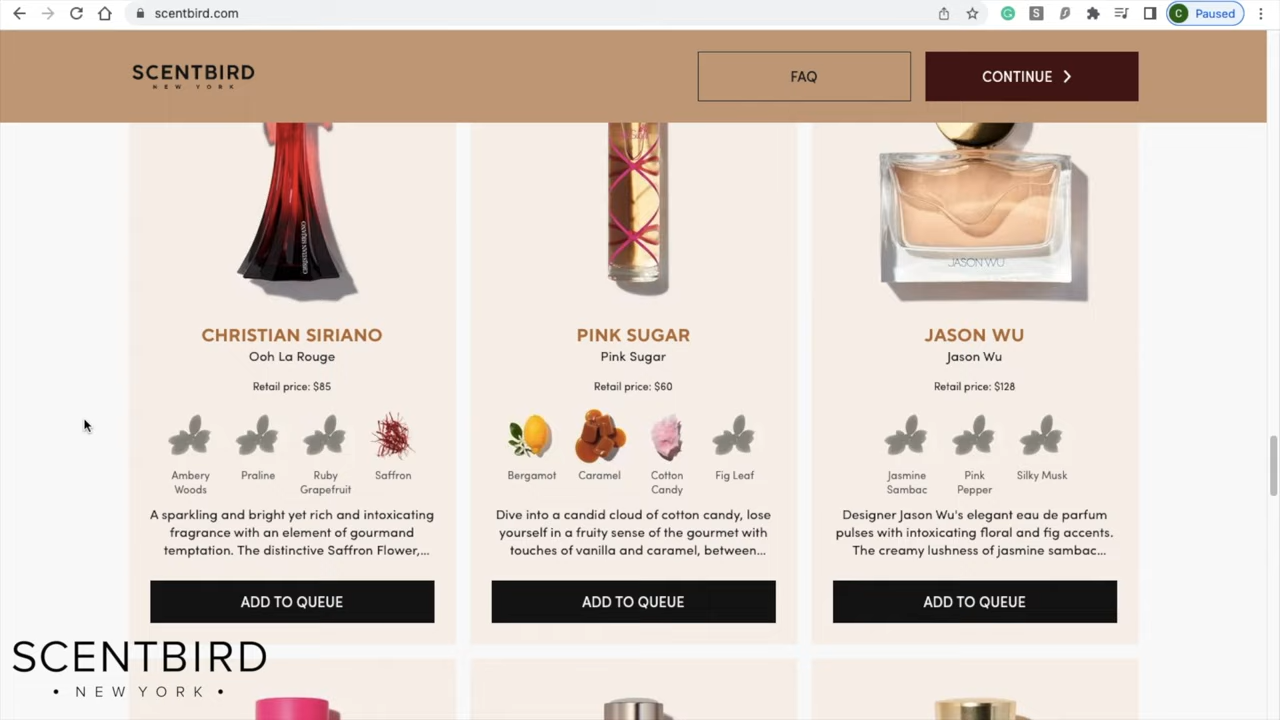 scentbird.com
S
C
Paused
SCENTBIRD
NEW YORK
FAQ
CONTINUE
CHRISTIAN SIRIANO
JASON WU
CHRISTIAN SIRIANO
Ooh La Rouge
Retail price: $85
Ambery
Woods
Praline
Ruby
Grapefruit
Saffron
A sparkling and bright yet rich and intoxicating
fragrance with an element of gourmand
temptation. The distinctive Saffron Flower,...
ADD TO QUEUE
PINK SUGAR
Pink Sugar
Retail price: $60
Bergamot
Caramel
Cotton
Candy
Fig Leaf
Dive into a candid cloud of cotton candy, lose
yourself in a fruity sense of the gourmet with
touches of vanilla and caramel, between...
ADD TO QUEUE
JASON WU
Jason Wu
Retail price: $128
Jasmine
Sambac
Pink
Pepper
Silky Musk
Designer Jason Wu's elegant eau de parfum
pulses with intoxicating floral and fig accents.
The creamy lushness of jasmine sambac...
ADD TO QUEUE
SCENTBIRD
• NEW YORK •